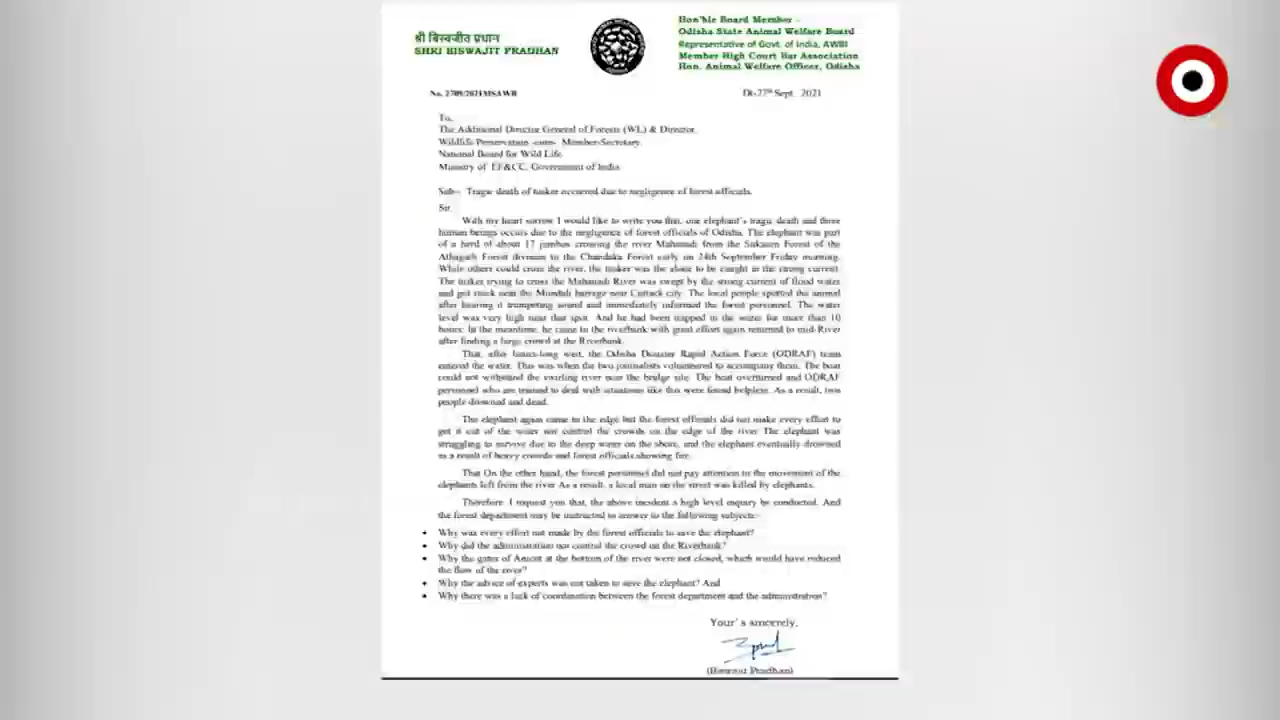 श्री बिस्वजीत प्रधान
SHRI BISWAJIT PRADHAN
Hon'ble Board Member -
Odisha State Animal Welfare Board
Representative of Govt. of India, AWBI
Member High Court Bar Association
Hon. Animal Welfare Officer, Odisha
No. 2709/2021MSAWB
Dt-27th Sept. 2021
To,
The Additional Director General of Forests (WL) & Director,
Wildlife Preservation -cum- Member-Secretary
National Board for Wild Life
Ministry of EF&CC, Government of India
Sub:- Tragic death of tusker occurred due to negligence of forest officials.
Sir,
With my heart sorrow I would like to write you that, one elephant's tragic death and three
human beings occurs due to the negligence of forest officials of Odisha. The elephant was part
of a herd of about 17 jumbos crossing the river Mahanadi from the Sukasan Forest of the
Athagarh Forest division to the Chandaka Forest early on 24th September Friday morning.
While others could cross the river, the tusker was the alone to be caught in the strong current.
The tusker trying to cross the Mahanadi River was swept by the strong current of flood water
and got stuck near the Mundali barrage near Cuttack city. The local people spotted the animal
after hearing it trumpeting sound and immediately informed the forest personnel. The water
level was very high near that spot. And he had been trapped in the water for more than 10
hours. In the meantime, he came to the riverbank with great effort again returned to mid-River
after finding a large crowd at the Riverbank.
That, after hours-long wait, the Odisha Disaster Rapid Action Force (ODRAF) team
entered the water. This was when the two journalists volunteered to accompany them. The boat
could not withstand the swirling river near the bridge site. The boat overturned and ODRAF
personnel who are trained to deal with situations like this were found helpless. As a result, two
people drowned and dead.
The elephant again came to the edge but the forest officials did not make every effort to
get it out of the water nor control the crowds on the edge of the river. The elephant was
struggling to survive due to the deep water on the above, and the elephant eventually drowned
as a result of heavy crowds and forest officials showing fire.
That On the other hand, the forest personnel did not pay attention to the movement of the
elephants left from the river As a result, a local man on the street was killed by elephants.
Therefore, I request you that, the above incident a high level inquiry be conducted. And
the forest department may be instructed to answer to the following subjects:-
• Why was every effort not made by the forest officials to save the elephant?
• Why did the administration not control the crowd on the Riverbank?
• Why the gates of Anicut at the bottom of the river were not closed, which would have reduced
the flow of the river?
• Why the advice of experts was not taken to save the elephant? And
• Why there was a lack of coordination between the forest department and the administration?
Your's sincerely,
(Biswajit Pradhan)